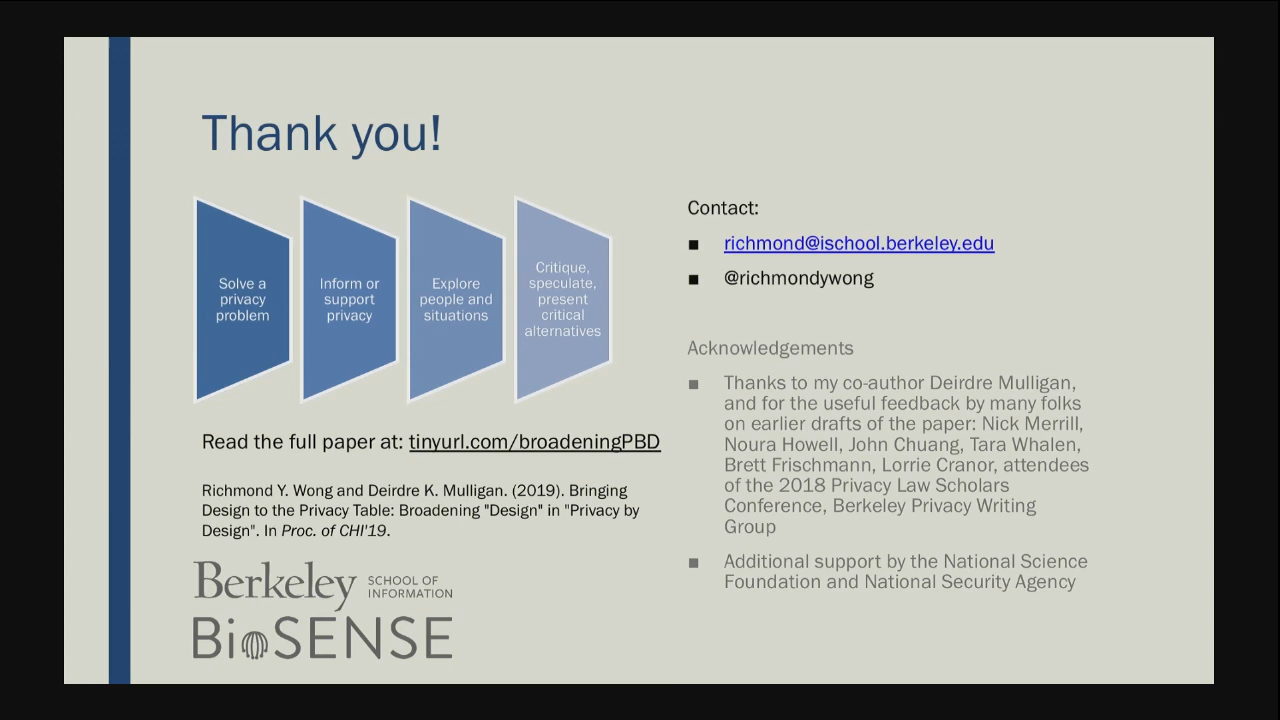 Thank you!
Solve a
privacy
problem
Inform or
support
privacy
Explore
people and
situations
Critique,
speculate,
present
critical
alternatives
Read the full paper at: tinyurl.com/broadeningPBD
Richmond Y. Wong and Deirdre K. Mulligan. (2019). Bringing
Design to the Privacy Table: Broadening "Design" in "Privacy by
Design". In Proc. of CHI'19.
Berkeley SCHOOL OF
INFORMATION
BioSENSE
Contact:
■ richmond@ischool.berkeley.edu
■ @richmondywong
Acknowledgements
■ Thanks to my co-author Deirdre Mulligan,
and for the useful feedback by many folks
on earlier drafts of the paper: Nick Merrill,
Noura Howell, John Chuang, Tara Whalen,
Brett Frischmann, Lorrie Cranor, attendees
of the 2018 Privacy Law Scholars
Conference, Berkeley Privacy Writing
Group
■ Additional support by the National Science
Foundation and National Security Agency